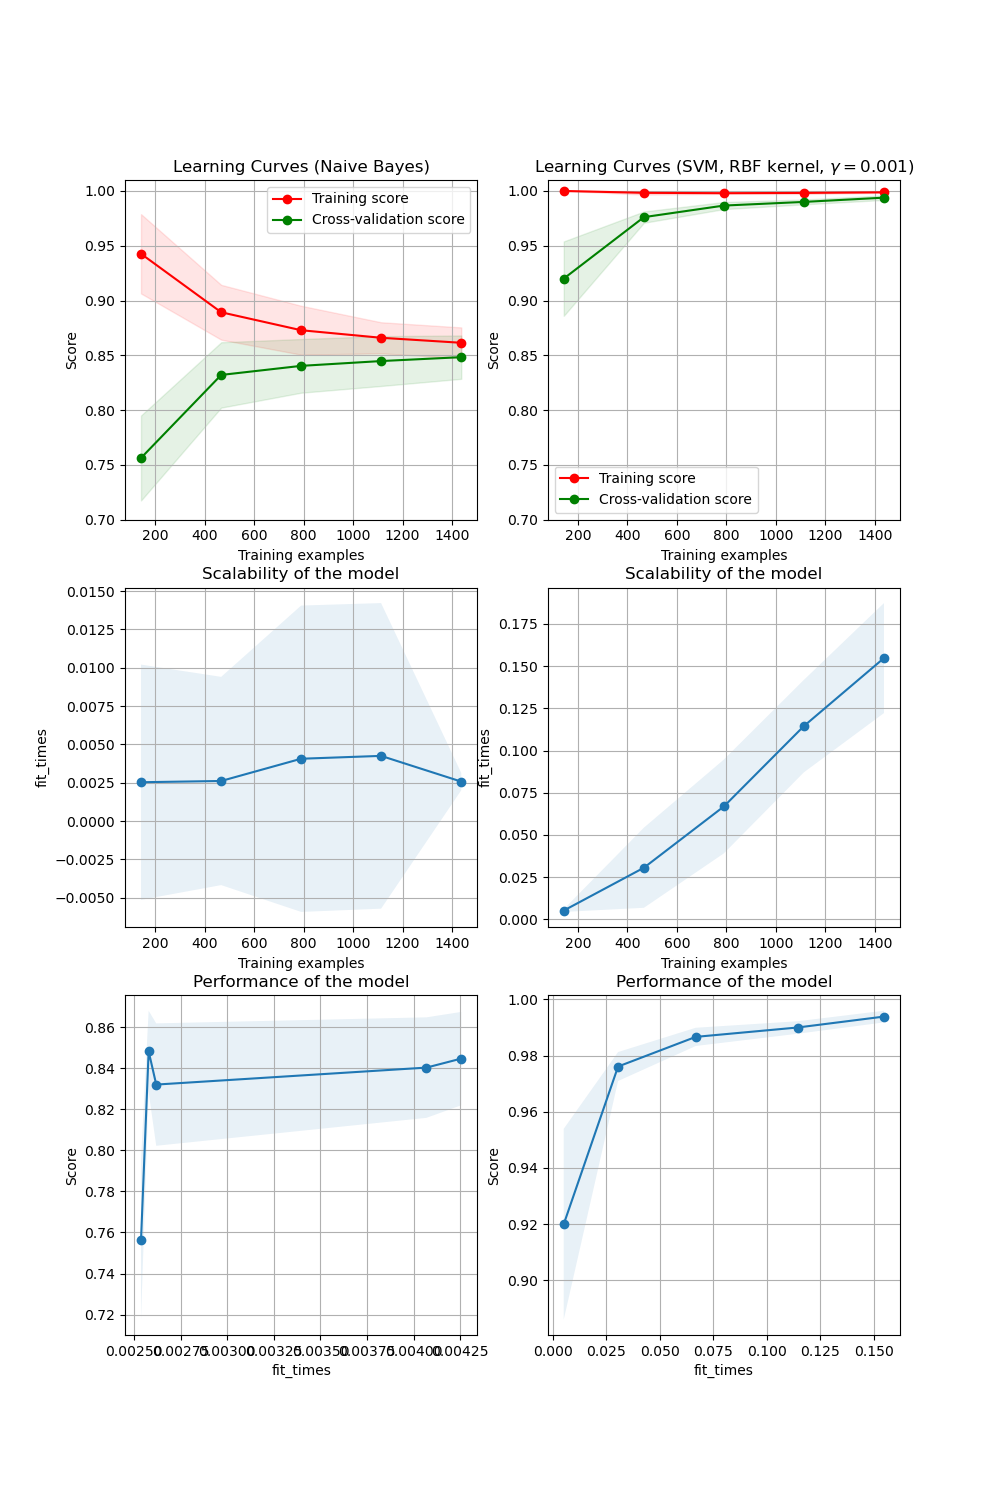 Learning Curves (Naive Bayes)
1.00
0.95
0.90
0.85
0.80
0.75
0.70
Score
Training score
Cross-validation score
200 400 600 800 1000 1200 1400
Training examples
Learning Curves (SVM, RBF kernel, γ = 0.001)
1.00
0.95
0.90
0.85
0.80
0.75
0.70
Score
Training score
Cross-validation score
200 400 600 800 1000 1200 1400
Training examples
Scalability of the model
0.0150
0.0125
0.0100
0.0075
0.0050
0.0025
0.0000
−0.0025
−0.0050
fit_times
200 400 600 800 1000 1200 1400
Training examples
Scalability of the model
0.175
0.150
0.125
0.100
0.075
0.050
0.025
0.000
fit_times
200 400 600 800 1000 1200 1400
Training examples
Performance of the model
0.86
0.84
0.82
0.80
0.78
0.76
0.74
0.72
Score
0.00250 0.00275 0.00300 0.00325 0.00350 0.00375 0.00400 0.00425
fit_times
Performance of the model
1.00
0.98
0.96
0.94
0.92
0.90
Score
0.000 0.025 0.050 0.075 0.100 0.125 0.150
fit_times